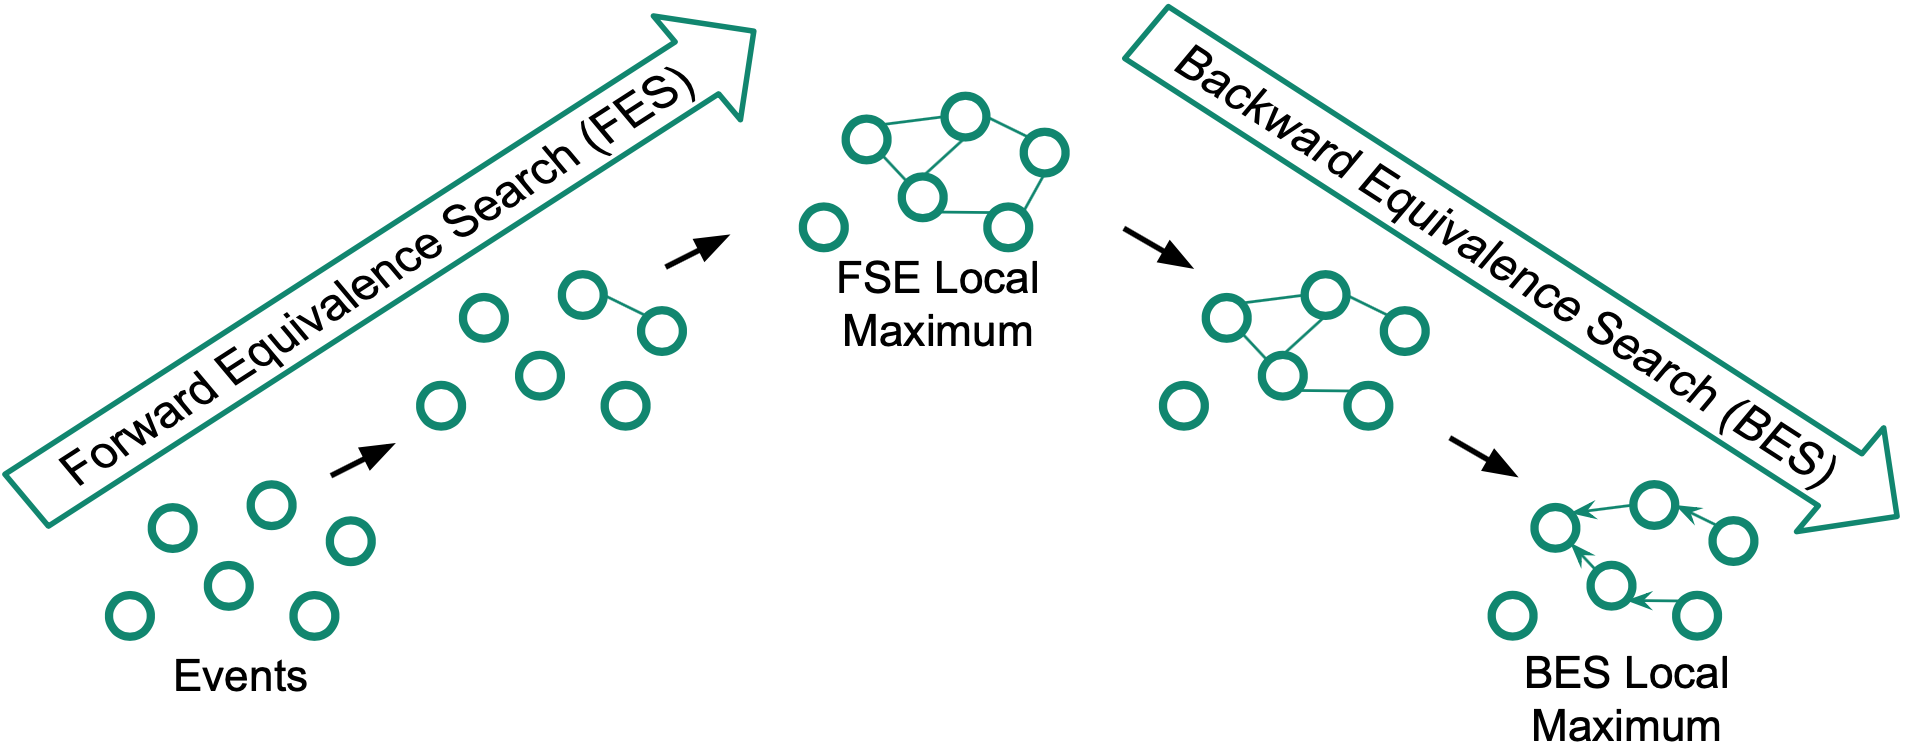 Forward Equivalence Search (FES)
Backward Equivalence Search (BES)
FSE Local
Maximum
Events
BES Local
Maximum